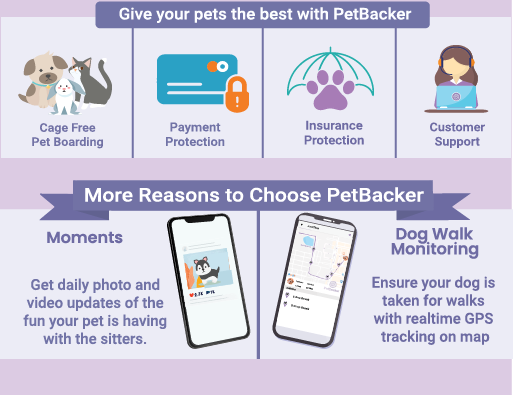 Give your pets the best with PetBacker
Cage Free
Pet Boarding
Payment
Protection
Insurance
Protection
Customer
Support
More Reasons to Choose PetBacker
Moments
Get daily photo and
video updates of the
fun your pet is having
with the sitters.
Dog Walk
Monitoring
Ensure your dog is
taken for walks
with realtime GPS
tracking on map